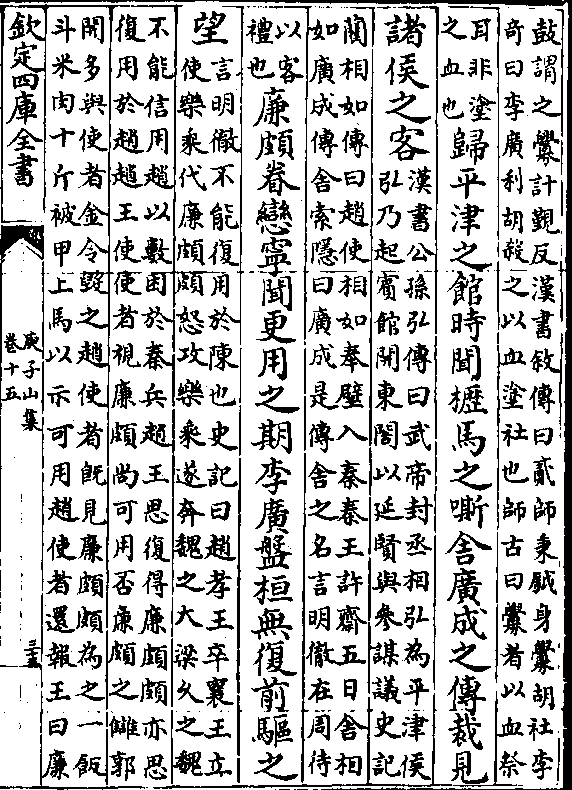 鼓謂之釁計覲反漢書敘傳曰貳師秉鉞身釁胡社李
奇曰李廣利胡殺之以血塗社也師古曰釁者以血祭
耳非塗
之血也
歸平津之館時聞櫪馬之嘶舍廣成之傳裁見
諸侯之客
漢書公孫弘傳曰武帝封丞相弘為平津侯
弘乃起賓館開東閤以延賢與參謀議史記
藺相如傳曰趙使相如奉璧入秦秦王許齋五日舍相
如廣成傳舍索隱曰廣成是傳舍之名言明徹在周待
以客
禮也
廉頗眷戀寧聞更用之期李廣盤桓無復前驅之
望
言明徹不能復用於陳也史記曰趙孝王卒襄王立
使樂乘代廉頗頗怒攻樂乘遂奔魏之大梁久之魏
不能信用趙以數困於秦兵趙王思復得廉頗頗亦思
復用於趙趙王使使者視廉頗尚可用否廉頗之讎郭
開多與使者金令毀之趙使者既見廉頗頗為之一飯
斗米肉十斤被甲上馬以示可用趙使者還報王曰廉
欽定四庫全書
庾子山集
卷十五
三十五